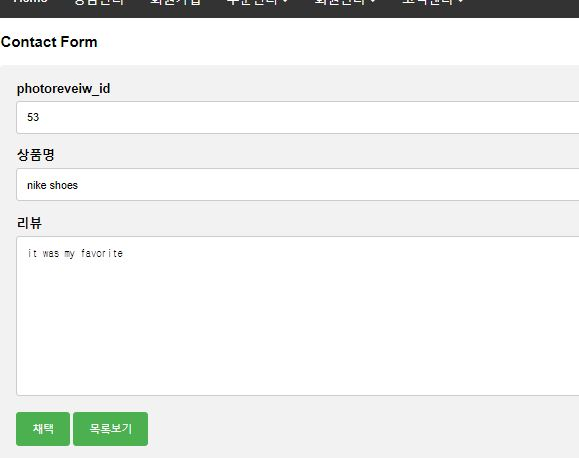 Contact Form
photoreveiw_id
53
상품명
nike shoes
리뷰
it was my favorite
채택 목록보기